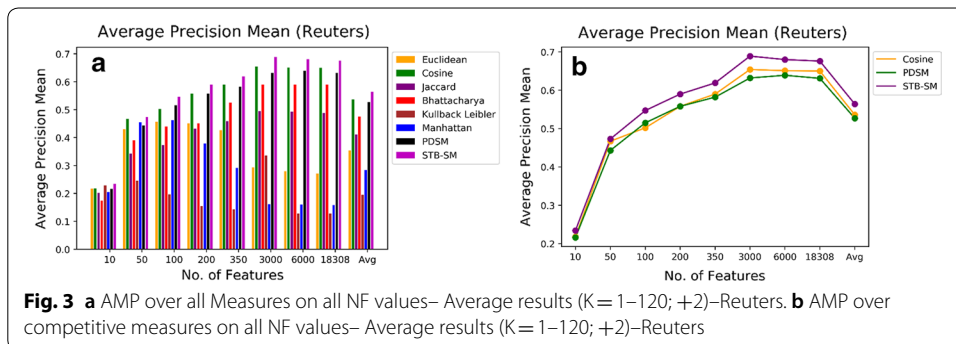 Average Precision Mean (Reuters)
a
Average Precision Mean
0.7
0.6
0.5
0.4
0.3
0.2
0.1
0.0
10 50 100 200 350 3000 6000 18308 Avg
No. of Features
Euclidean
Cosine
Jaccard
Bhattacharya
Kullback Leibler
Manhattan
PDSM
STB-SM
Average Precision Mean (Reuters)
b
Average Precision Mean
0.7
0.6
0.5
0.4
0.3
0.2
10 50 100 200 350 3000 6000 18308 Avg
No. of Features
Cosine
PDSM
STB-SM
Fig. 3 a AMP over all Measures on all NF values– Average results (K = 1–120; +2)–Reuters. b AMP over
competitive measures on all NF values– Average results (K = 1–120; +2)–Reuters